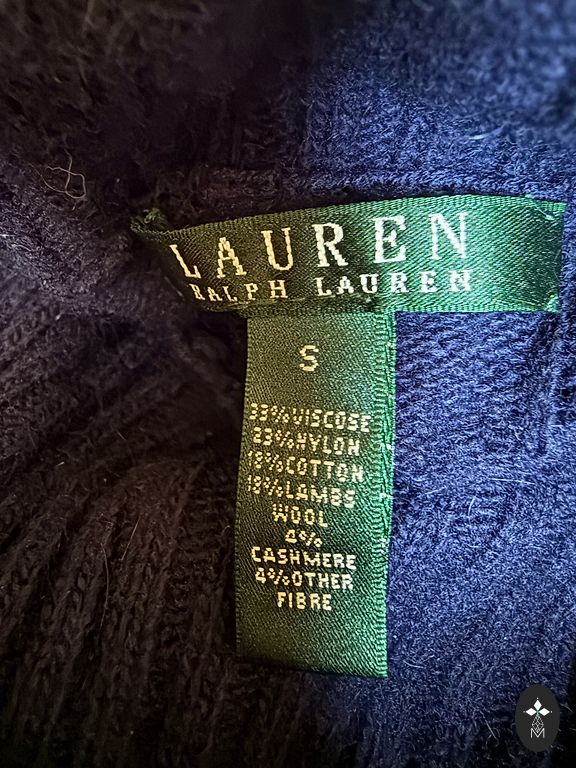 LAUREN
RALPH LAUREN
S
33%VISCOSE
23%NYLON
18%COTTON
18%LAMBS
WOOL
4%
CASHMERE
4%OTHER
FIBRE
M